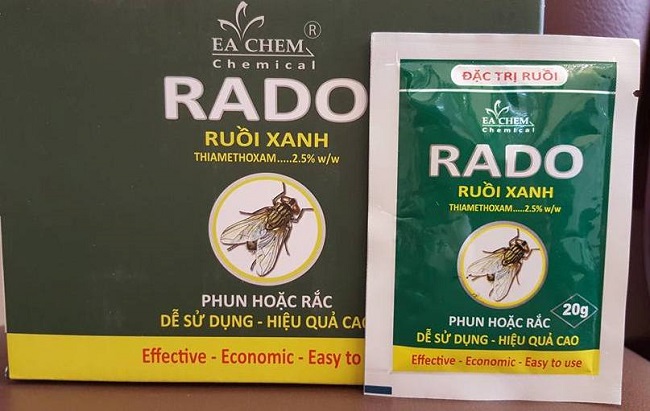 EA CHEM®
Chemical
RADO
RUỒI XANH
THIAMETHOXAM.....2.5% w/w
PHUN HOẶC RẮC
DỄ SỬ DỤNG - HIỆU QUẢ CAO
Effective - Economic - Easy to
ĐẶC TRỊ RUỒI
EA CHEM
Chemical
RADO
RUỒI XANH
THIAMETHOXAM.....2.5% w/w
20g
PHUN HOẶC RẮC
DỄ SỬ DỤNG - HIỆU QUẢ CAO
Effective - Economic - Easy to use